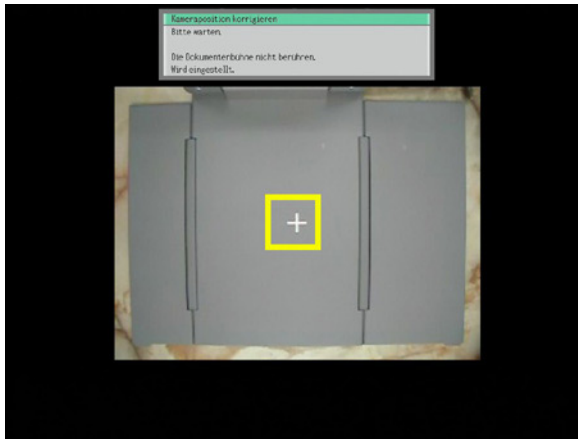 Kameraposition korrigieren
Bitte warten.
Die Dokumentenbühne nicht berühren.
Wird eingestellt.